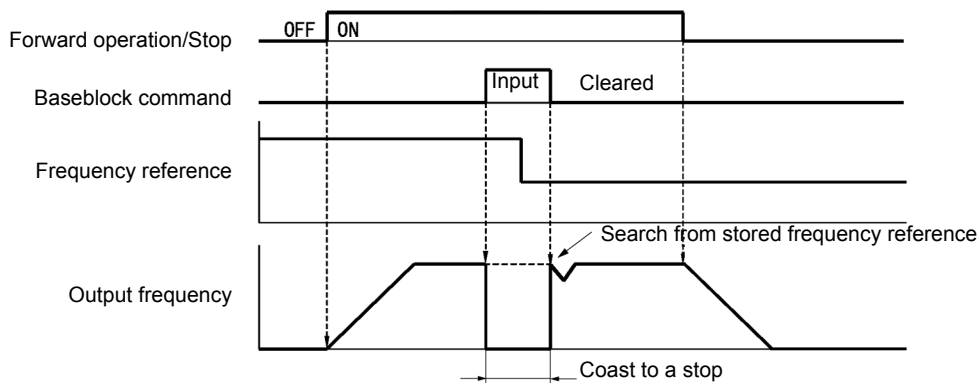 Forward operation/Stop
OFF
ON
Baseblock command
Input
Cleared
Frequency reference
Search from stored frequency reference
Output frequency
Coast to a stop